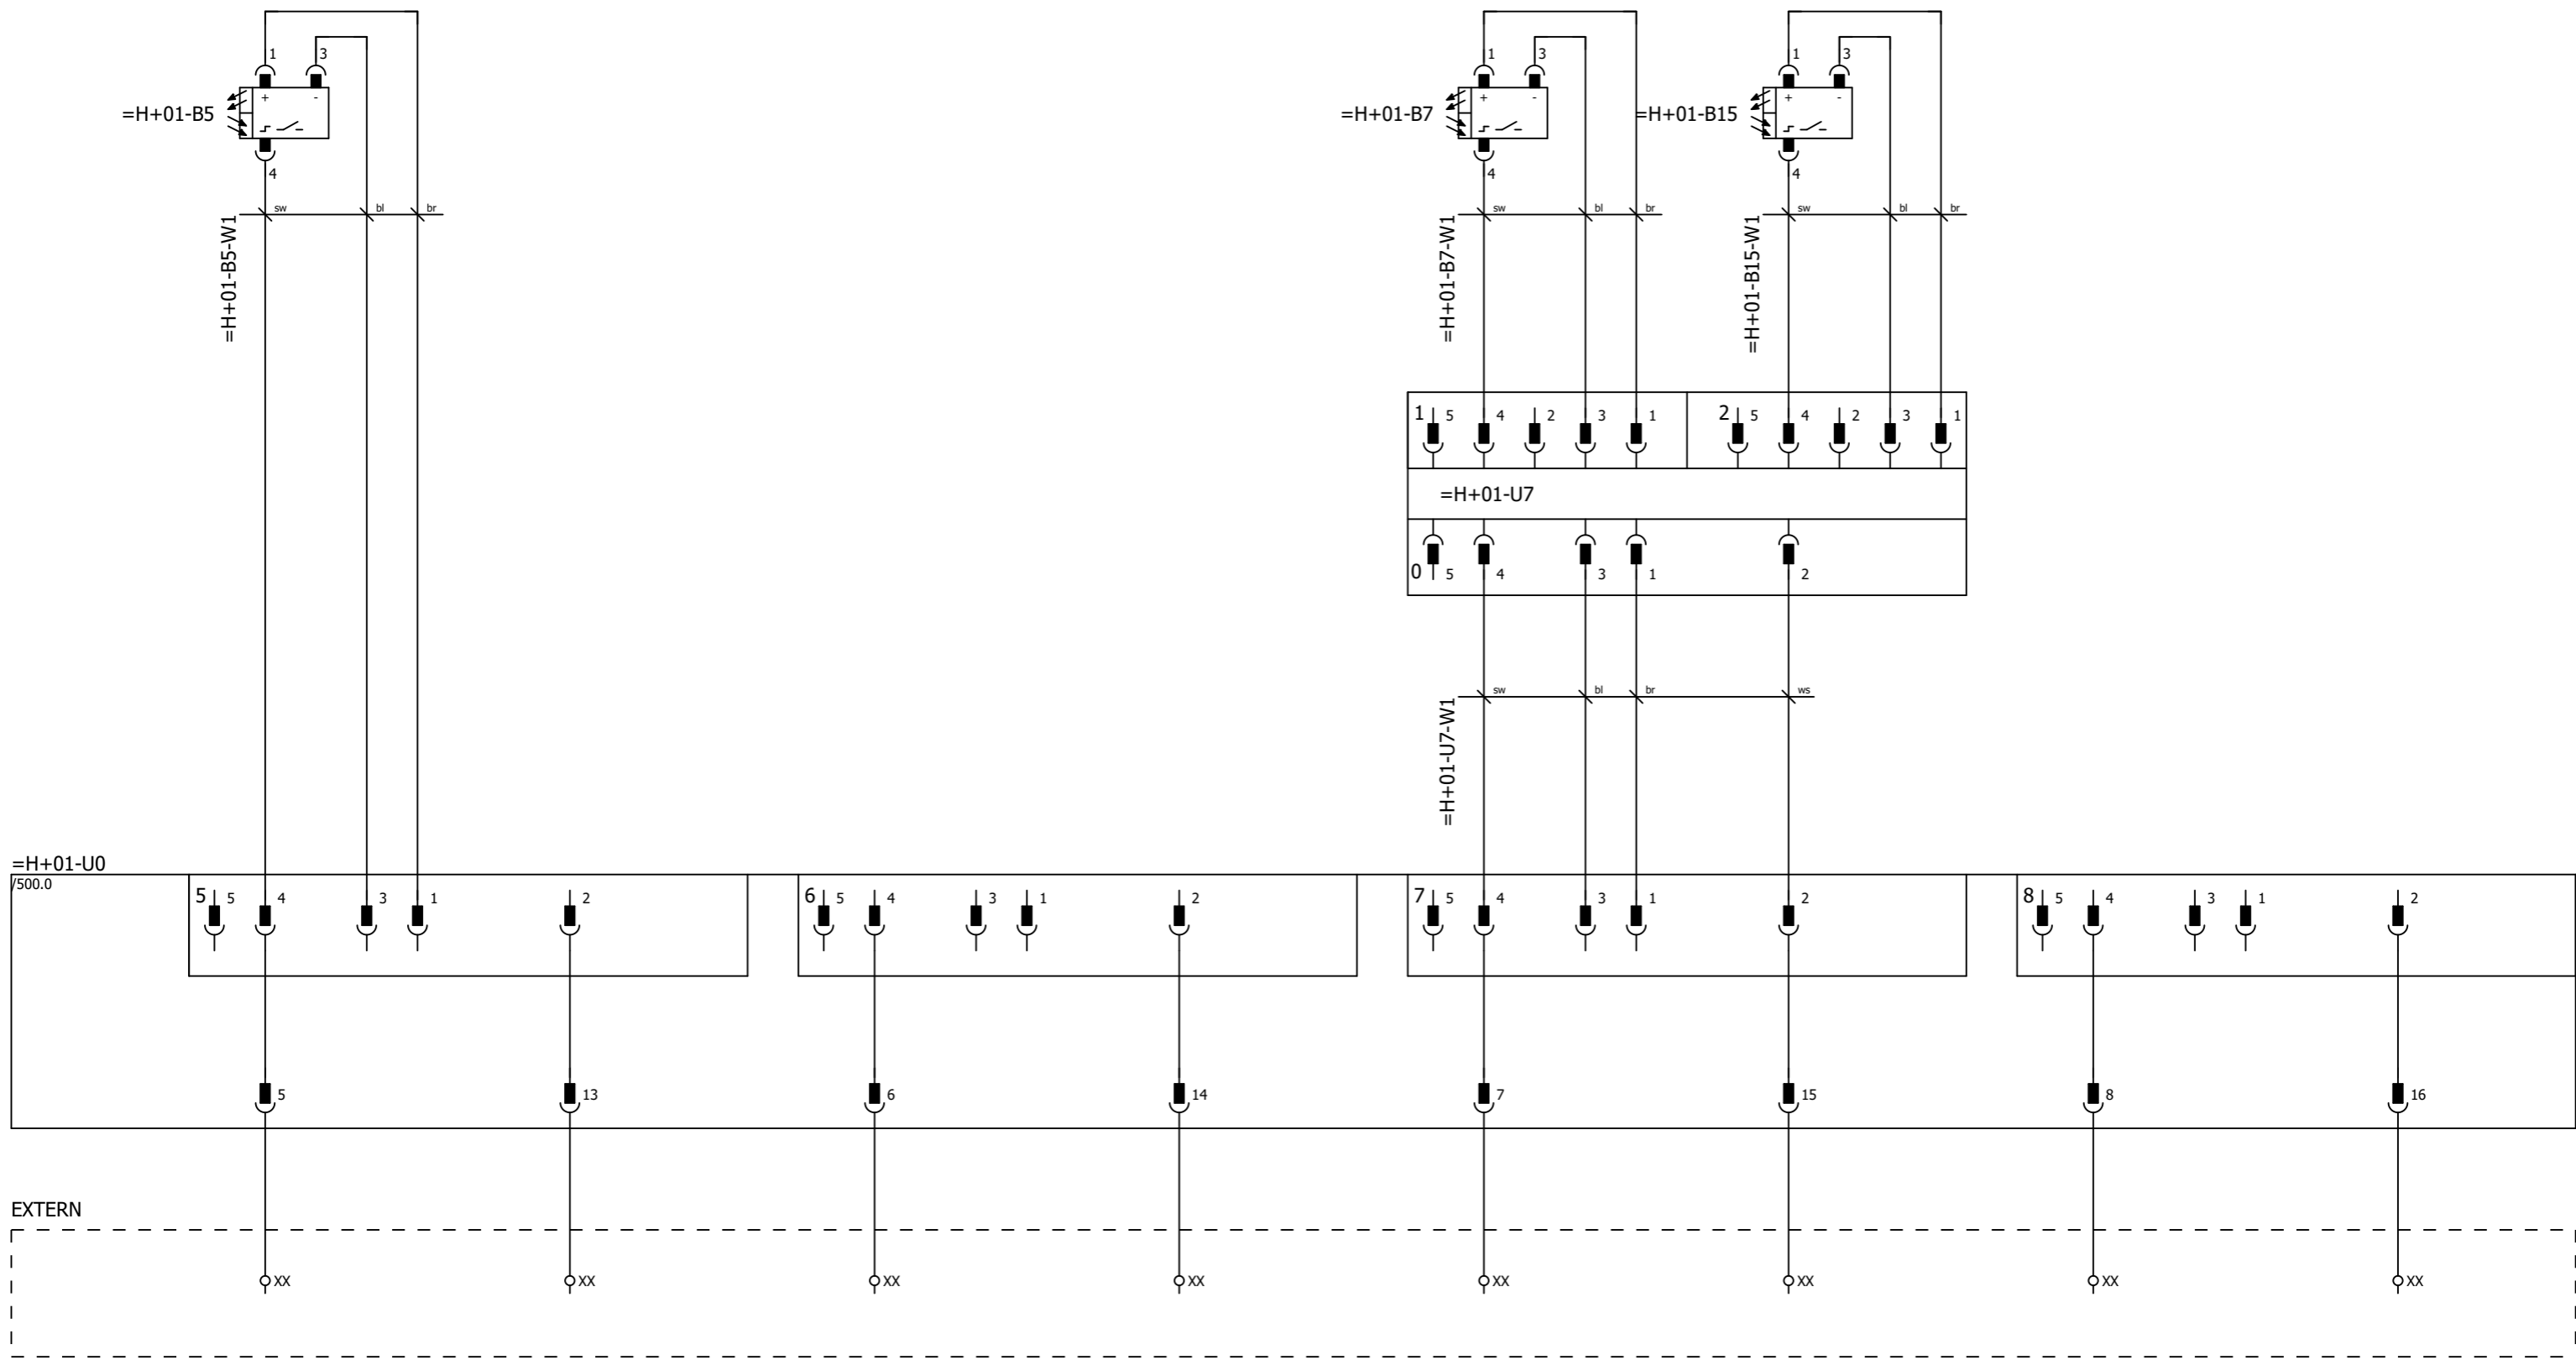 1 3 1 3 1 3
=H+01-B5 + - =H+01-B7 + - =H+01-B15 + -
4 4 4
sw bl br sw bl br sw bl br
=H+01-B5-W1 =H+01-B7-W1 =H+01-B15-W1
1 5 4 2 3 1 2 5 4 2 3 1
=H+01-U7
0 5 4 3 1 2
sw bl br ws
=H+01-U7-W1
=H+01-U0
/500.0
5 5 4 3 1 2 6 5 4 3 1 2 7 5 4 3 1 2 8 5 4 3 1 2
5 13 6 14 7 15 8 16
EXTERN
XX XX XX XX XX XX XX XX